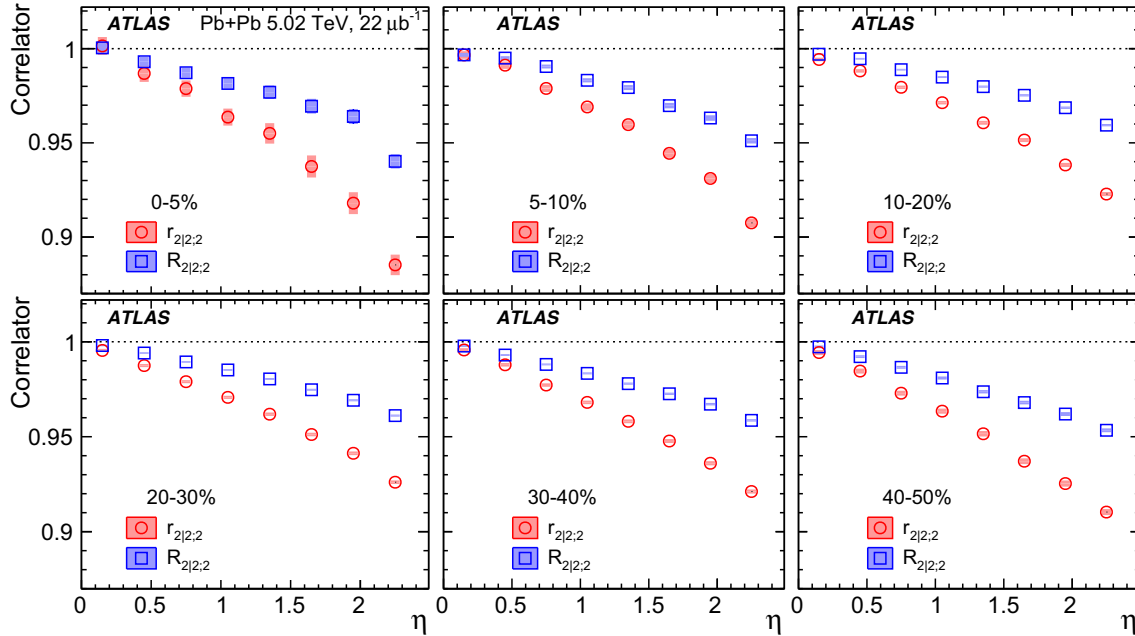 ATLAS Pb+Pb 5.02 TeV, 22 μb⁻¹
ATLAS
ATLAS
Correlator
1
0.95
0.9
0-5%
r2|2;2
R2|2;2
5-10%
r2|2;2
R2|2;2
10-20%
r2|2;2
R2|2;2
ATLAS
ATLAS
ATLAS
Correlator
1
0.95
0.9
20-30%
r2|2;2
R2|2;2
30-40%
r2|2;2
R2|2;2
40-50%
r2|2;2
R2|2;2
0 0.5 1 1.5 2 η
0 0.5 1 1.5 2 η
0 0.5 1 1.5 2 η